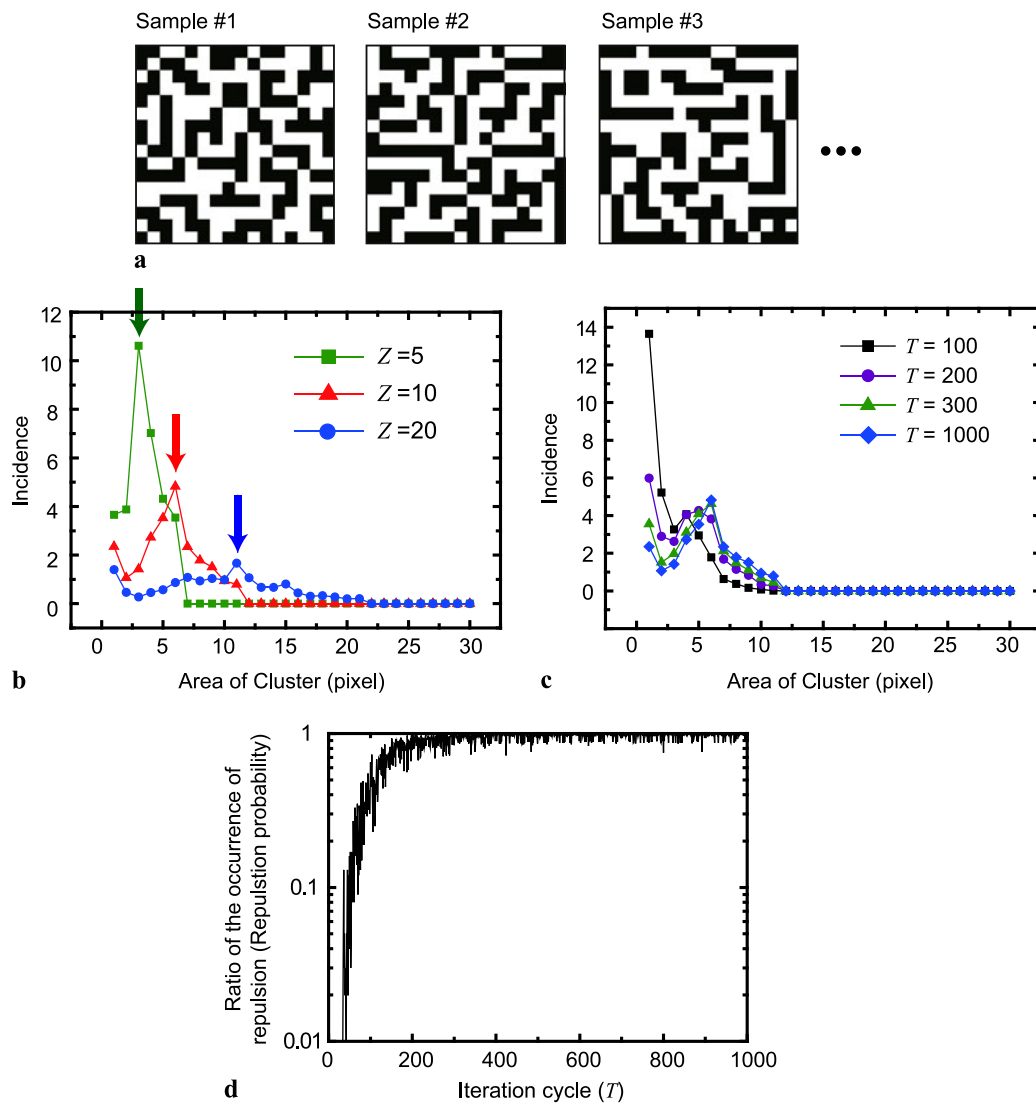 Sample #1 Sample #2 Sample #3
•••
a
12
10
8
6
4
2
0
Incidence
Z =5
Z =10
Z =20
0 5 10 15 20 25 30
Area of Cluster (pixel)
b
14
12
10
8
6
4
2
0
Incidence
T = 100
T = 200
T = 300
T = 1000
0 5 10 15 20 25 30
Area of Cluster (pixel)
c
Ratio of the occurrence of
repulsion (Repulstion probability)
1
0.1
0.01
0 200 400 600 800 1000
Iteration cycle (T)
d